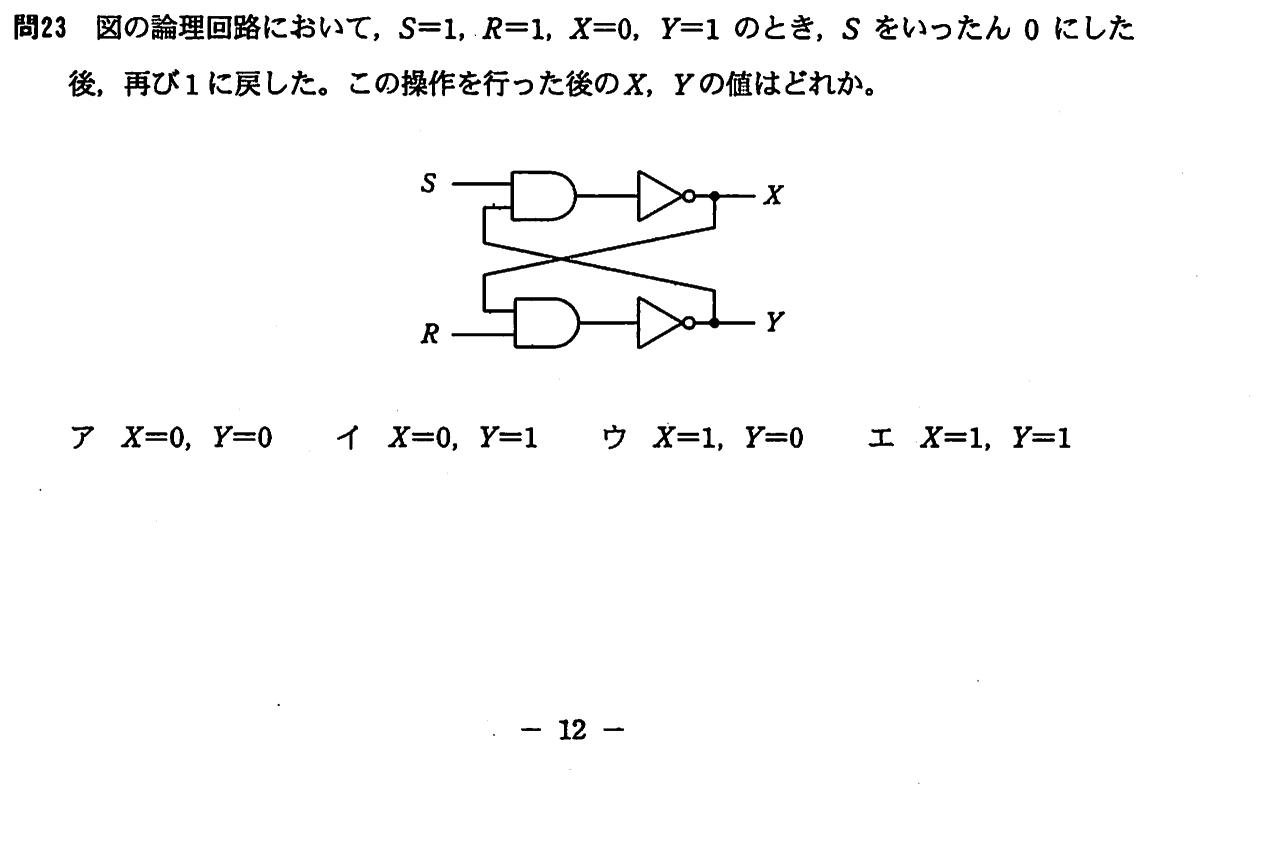 問23 図の論理回路において，S=1, R=1, X=0, Y=1 のとき，S をいったん 0 にした
後，再び1に戻した。この操作を行った後のX，Yの値はどれか。
S
X
R
Y
ア X=0, Y=0 イ X=0, Y=1 ウ X=1, Y=0 エ X=1, Y=1
— 12 —